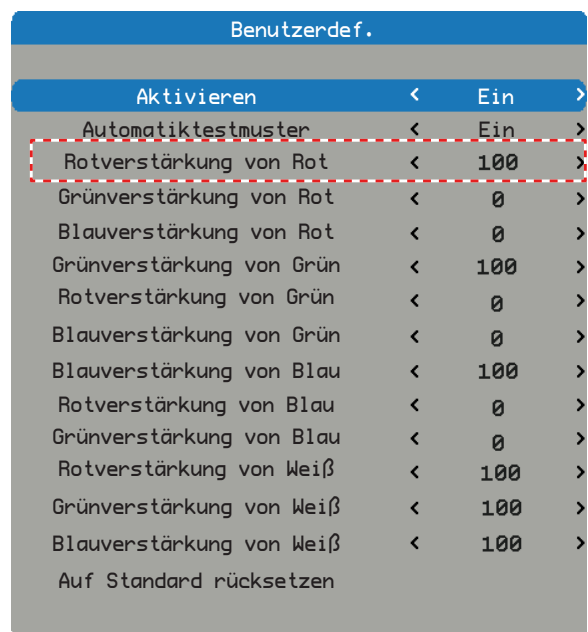 Benutzerdef.
Aktivieren < Ein >
Automatiktestmuster < Ein >
Rotverstärkung von Rot < 100 >
Grünverstärkung von Rot < 0 >
Blauverstärkung von Rot < 0 >
Grünverstärkung von Grün < 100 >
Rotverstärkung von Grün < 0 >
Blauverstärkung von Grün < 0 >
Blauverstärkung von Blau < 100 >
Rotverstärkung von Blau < 0 >
Grünverstärkung von Blau < 0 >
Rotverstärkung von Weiß < 100 >
Grünverstärkung von Weiß < 100 >
Blauverstärkung von Weiß < 100 >
Auf Standard rücksetzen